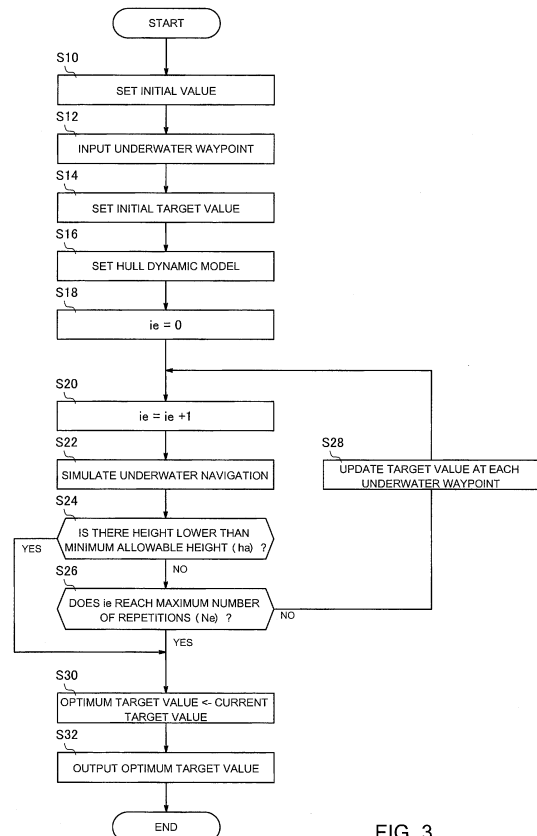 START
S10
SET INITIAL VALUE
S12
INPUT UNDERWATER WAYPOINT
S14
SET INITIAL TARGET VALUE
S16
SET HULL DYNAMIC MODEL
S18
ie = 0
S20
ie = ie +1
S22
SIMULATE UNDERWATER NAVIGATION
S28
UPDATE TARGET VALUE AT EACH
UNDERWATER WAYPOINT
S24
IS THERE HEIGHT LOWER THAN
MINIMUM ALLOWABLE HEIGHT (ha) ?
YES
NO
S26
DOES ie REACH MAXIMUM NUMBER
OF REPETITIONS (Ne) ?
NO
YES
S30
OPTIMUM TARGET VALUE <- CURRENT
TARGET VALUE
S32
OUTPUT OPTIMUM TARGET VALUE
END
FIG. 3